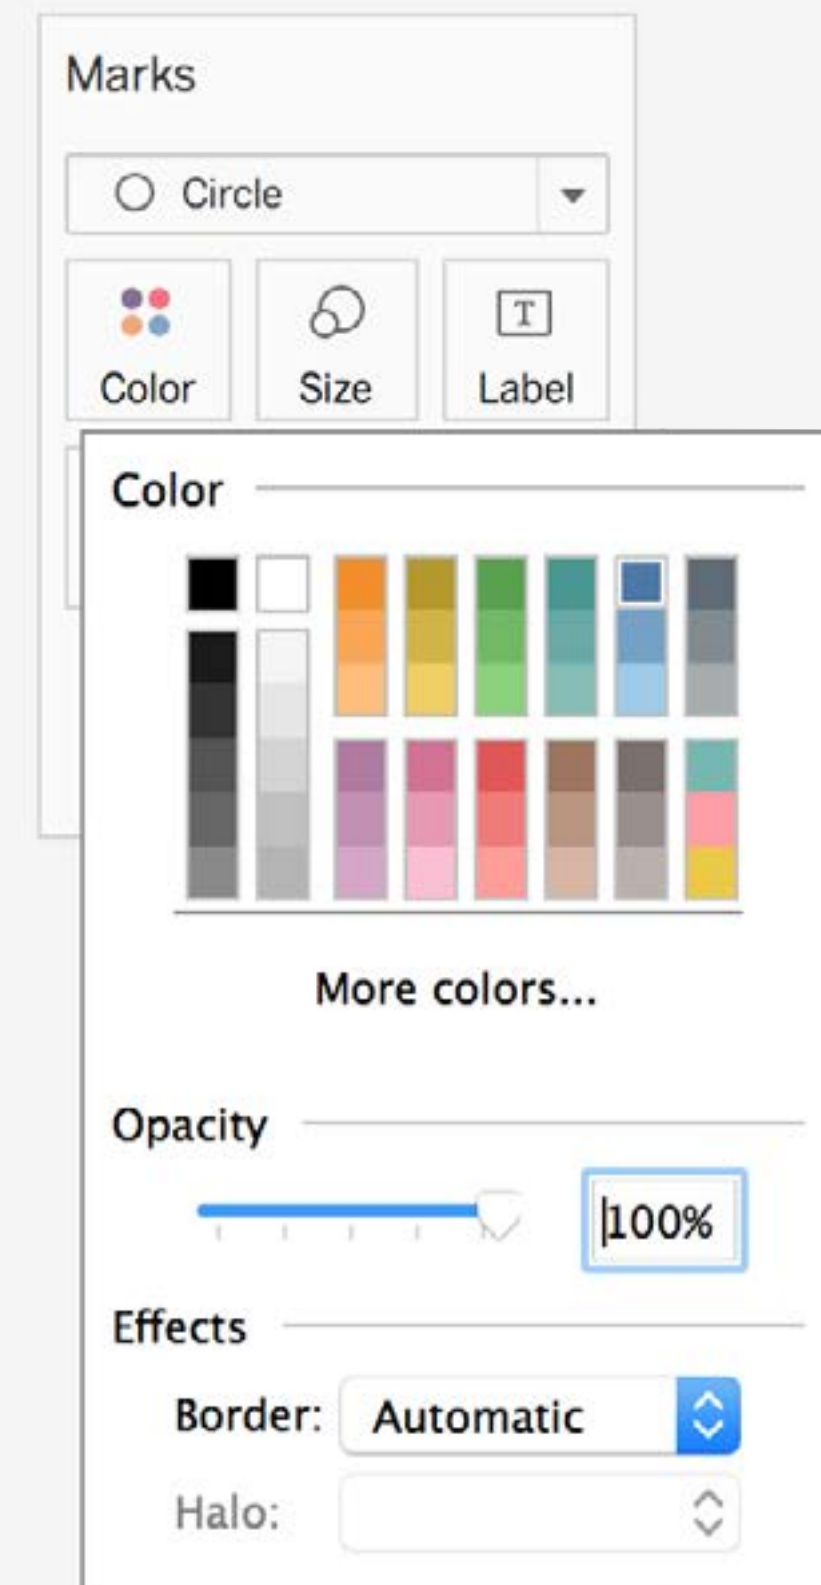 Marks
Circle
Color Size Label
Color
More colors...
Opacity
100%
Effects
Border: Automatic
Halo: